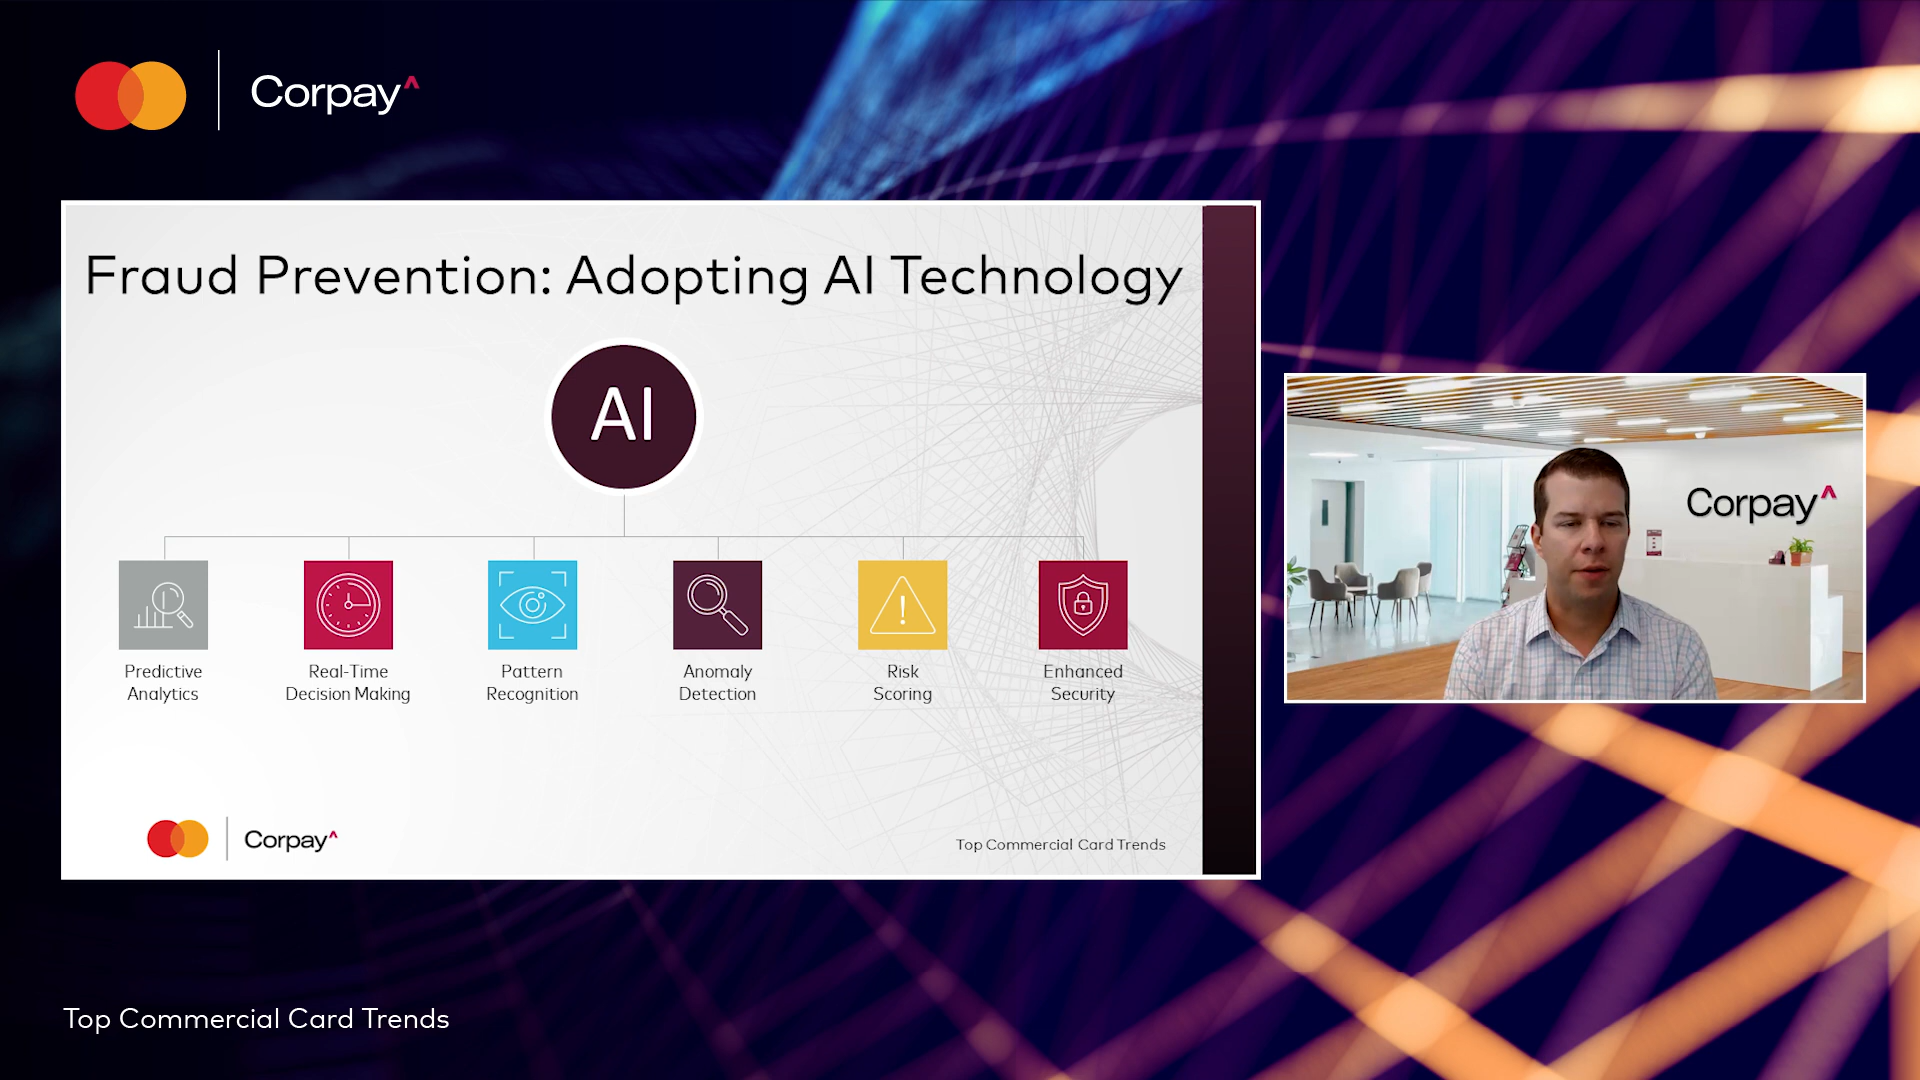 Corpay^
Fraud Prevention: Adopting AI Technology
AI
Predictive
Analytics
Real-Time
Decision Making
Pattern
Recognition
Anomaly
Detection
Risk
Scoring
Enhanced
Security
Corpay^
Top Commercial Card Trends
Corpay^
Top Commercial Card Trends